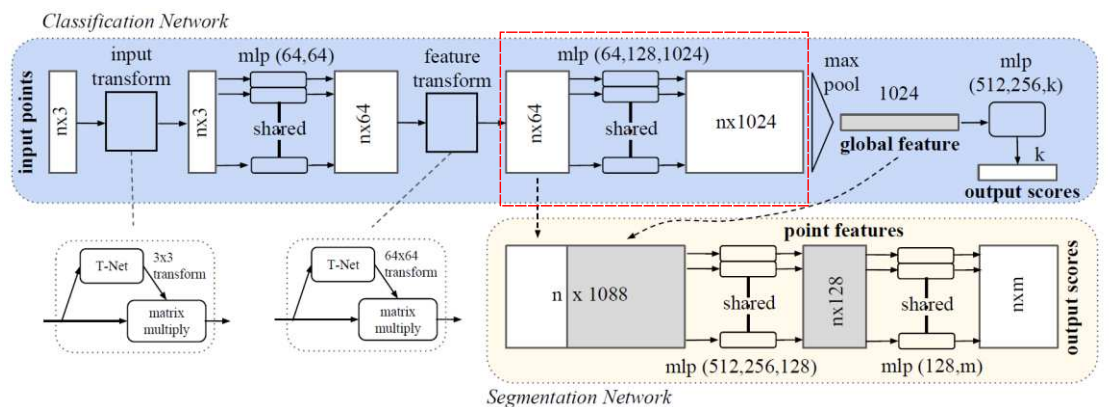 Classification Network
input points
nx3
input
transform
nx3
mlp (64,64)
shared
nx64
feature
transform
nx64
mlp (64,128,1024)
shared
nx1024
max
pool
1024
global feature
mlp
(512,256,k)
k
output scores
T-Net
3x3
transform
matrix
multiply
T-Net
64x64
transform
matrix
multiply
point features
n x 1088
shared
mlp (512,256,128)
nx128
shared
mlp (128,m)
nxm
output scores
Segmentation Network